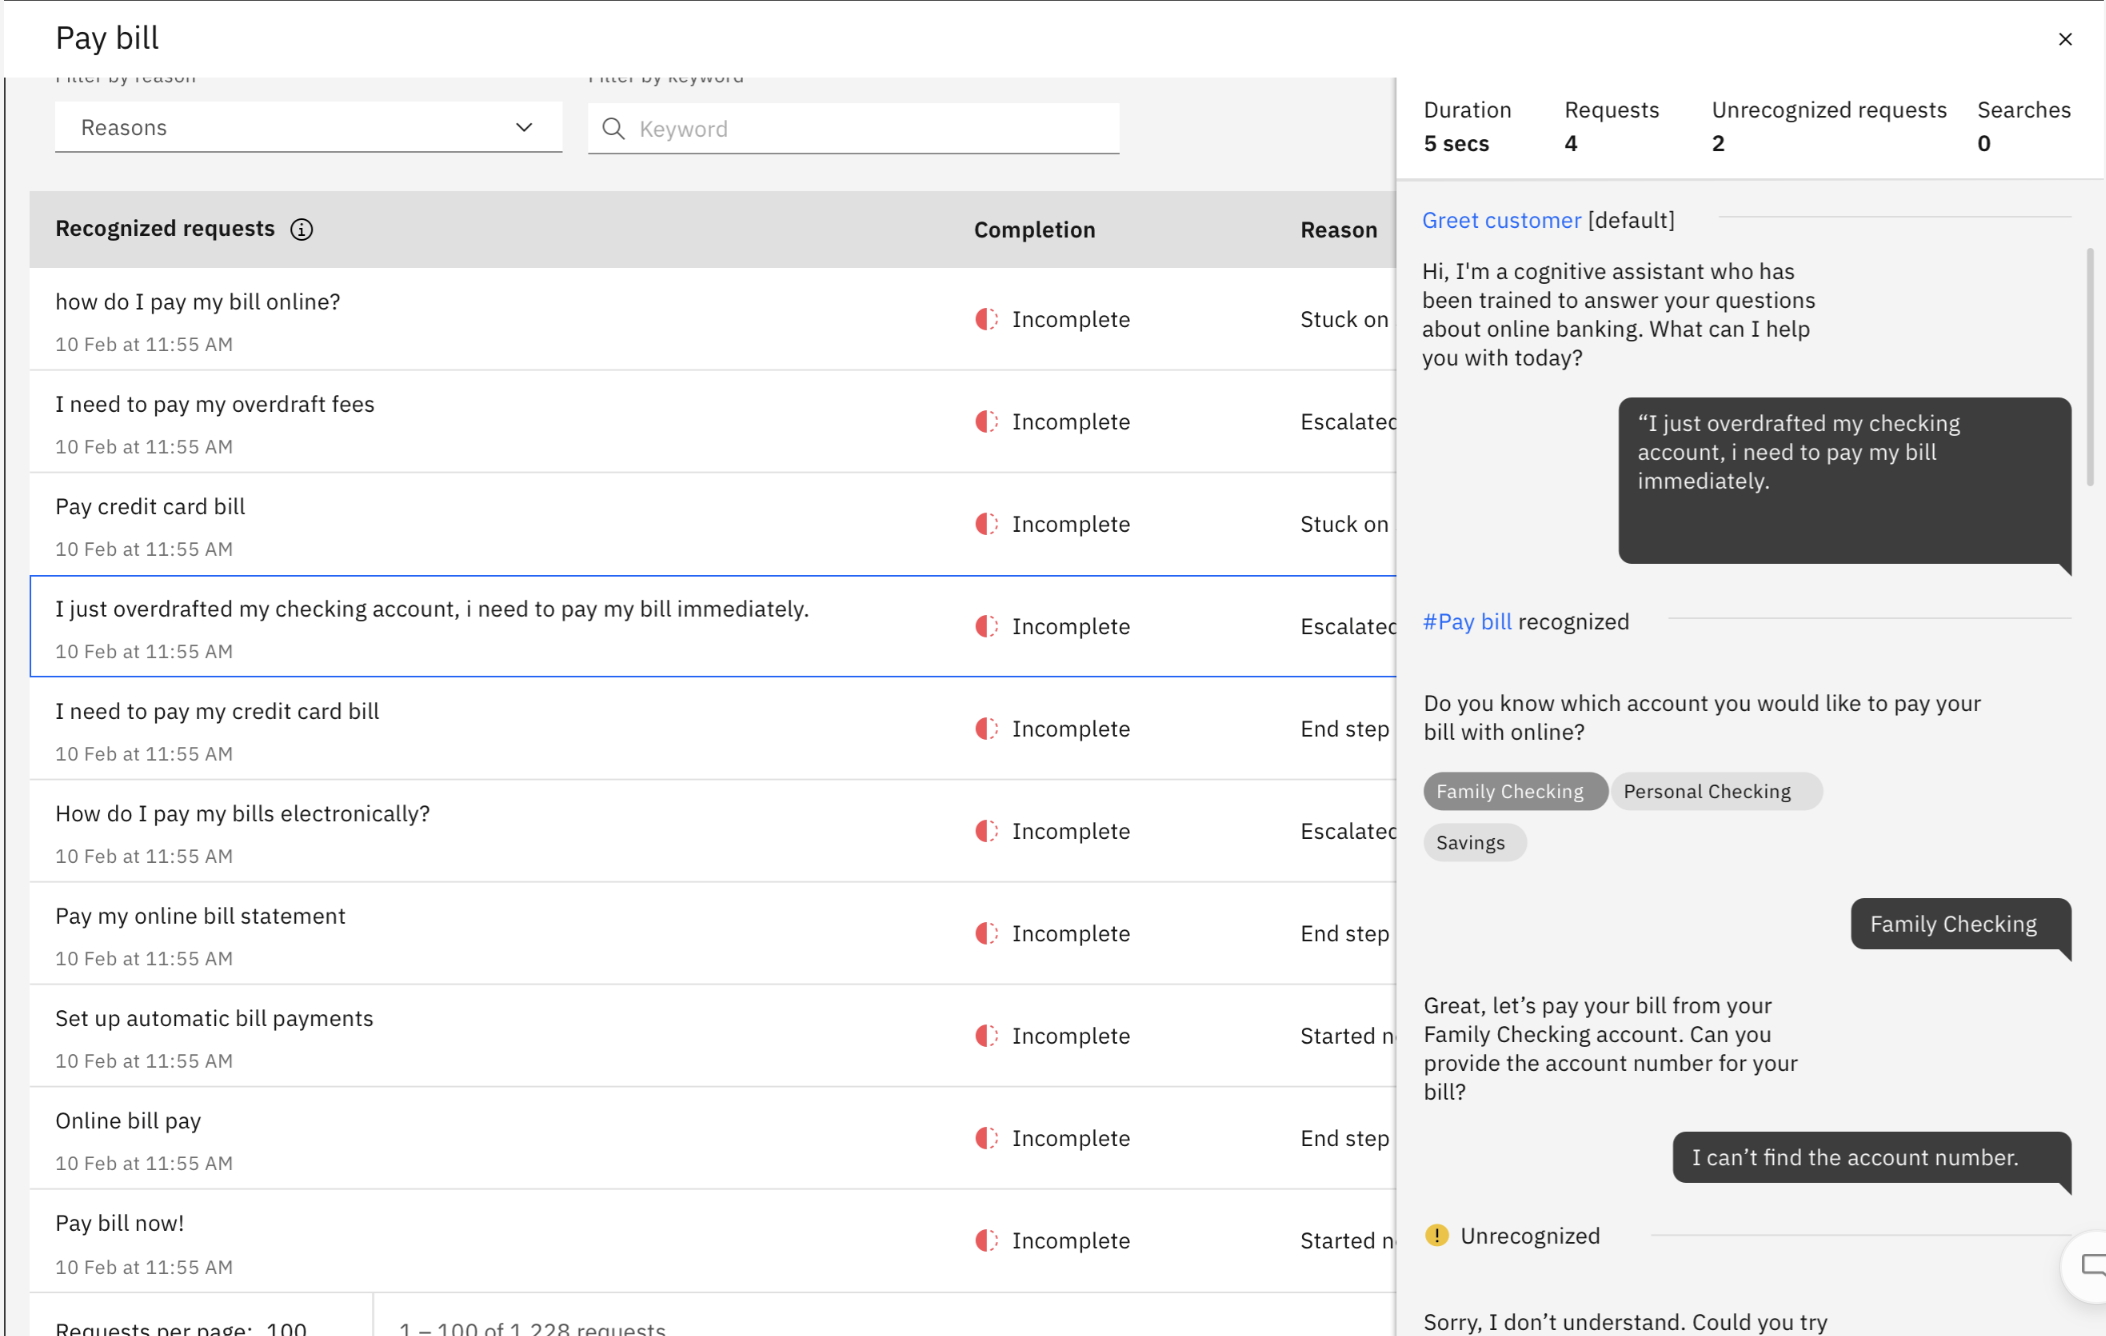 Pay bill
Filter by reason
Filter by keyword
Reasons
Keyword
Recognized requests
Completion
Reason
how do I pay my bill online?
10 Feb at 11:55 AM
Incomplete
Stuck on
I need to pay my overdraft fees
10 Feb at 11:55 AM
Incomplete
Escalated
Pay credit card bill
10 Feb at 11:55 AM
Incomplete
Stuck on
I just overdrafted my checking account, i need to pay my bill immediately.
10 Feb at 11:55 AM
Incomplete
Escalated
I need to pay my credit card bill
10 Feb at 11:55 AM
Incomplete
End step
How do I pay my bills electronically?
10 Feb at 11:55 AM
Incomplete
Escalated
Pay my online bill statement
10 Feb at 11:55 AM
Incomplete
End step
Set up automatic bill payments
10 Feb at 11:55 AM
Incomplete
Started n
Online bill pay
10 Feb at 11:55 AM
Incomplete
End step
Pay bill now!
10 Feb at 11:55 AM
Incomplete
Started n
Requests per page: 100
1 – 100 of 1,228 requests
Duration
5 secs
Requests
4
Unrecognized requests
2
Searches
0
Greet customer [default]
Hi, I'm a cognitive assistant who has
been trained to answer your questions
about online banking. What can I help
you with today?
“I just overdrafted my checking
account, i need to pay my bill
immediately.
#Pay bill recognized
Do you know which account you would like to pay your
bill with online?
Family Checking
Personal Checking
Savings
Family Checking
Great, let’s pay your bill from your
Family Checking account. Can you
provide the account number for your
bill?
I can’t find the account number.
Unrecognized
Sorry, I don’t understand. Could you try